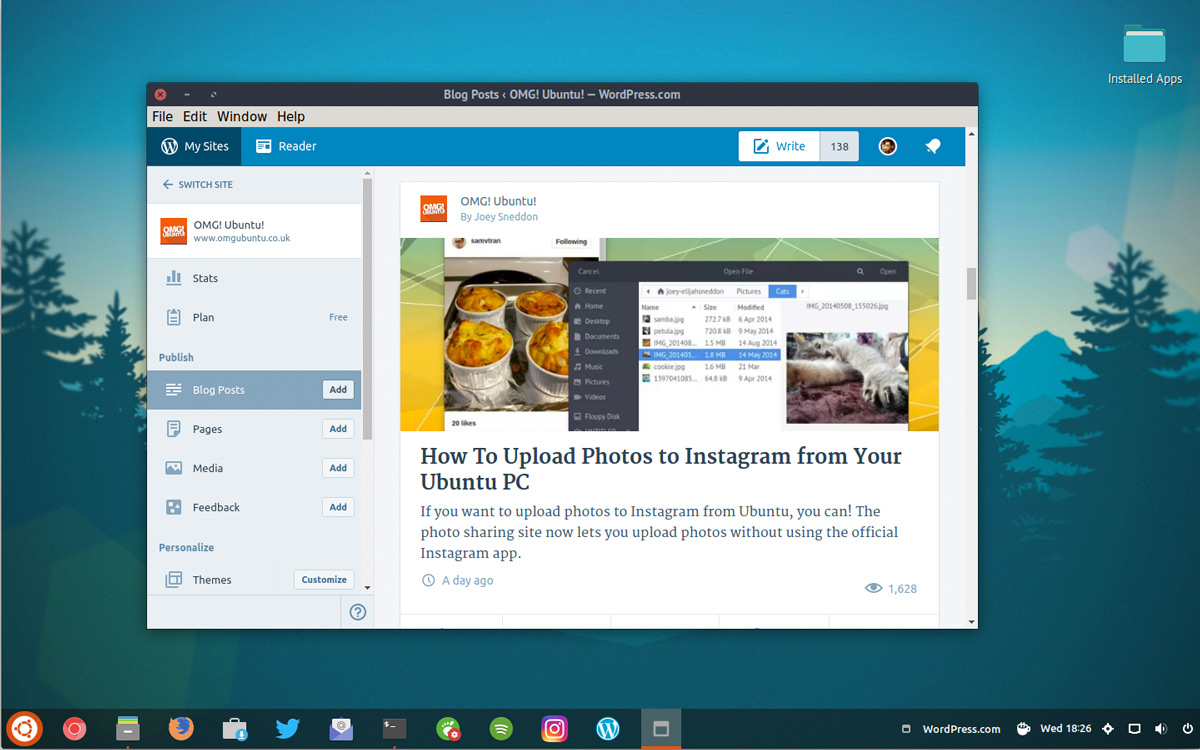 Installed Apps
Blog Posts ‹ OMG! Ubuntu! — WordPress.com
File Edit Window Help
My Sites Reader Write 138
SWITCH SITE
OMG! Ubuntu!
www.omgubuntu.co.uk
Stats
Plan Free
Publish
Blog Posts Add
Pages Add
Media Add
Feedback Add
Personalize
Themes Customize
OMG! UBUNTU!
OMG! Ubuntu!
By Joey Sneddon
samvtran Following
20 likes
Cancel Open File Open
Recent
Home
Desktop
Documents
Downloads
Music
Pictures
Videos
Floppy Disk
joey-elijahsneddon Pictures Cats
Name Size Modified
samba.jpg 272.7 kB 6 Apr 2014
petula.jpg 720.8 kB 9 May 2014
IMG_201408... 1.5 MB 14 Aug 2014
IMG_201405... 1.8 MB 14 May 2014
cookie.jpg 1.6 MB 21 Mar
1397041085... 64.8 kB 9 Apr 2014
IMG_20140508_155026.jpg
How To Upload Photos to Instagram from Your
Ubuntu PC
If you want to upload photos to Instagram from Ubuntu, you can! The
photo sharing site now lets you upload photos without using the official
Instagram app.
A day ago
1,628
WordPress.com Wed 18:26